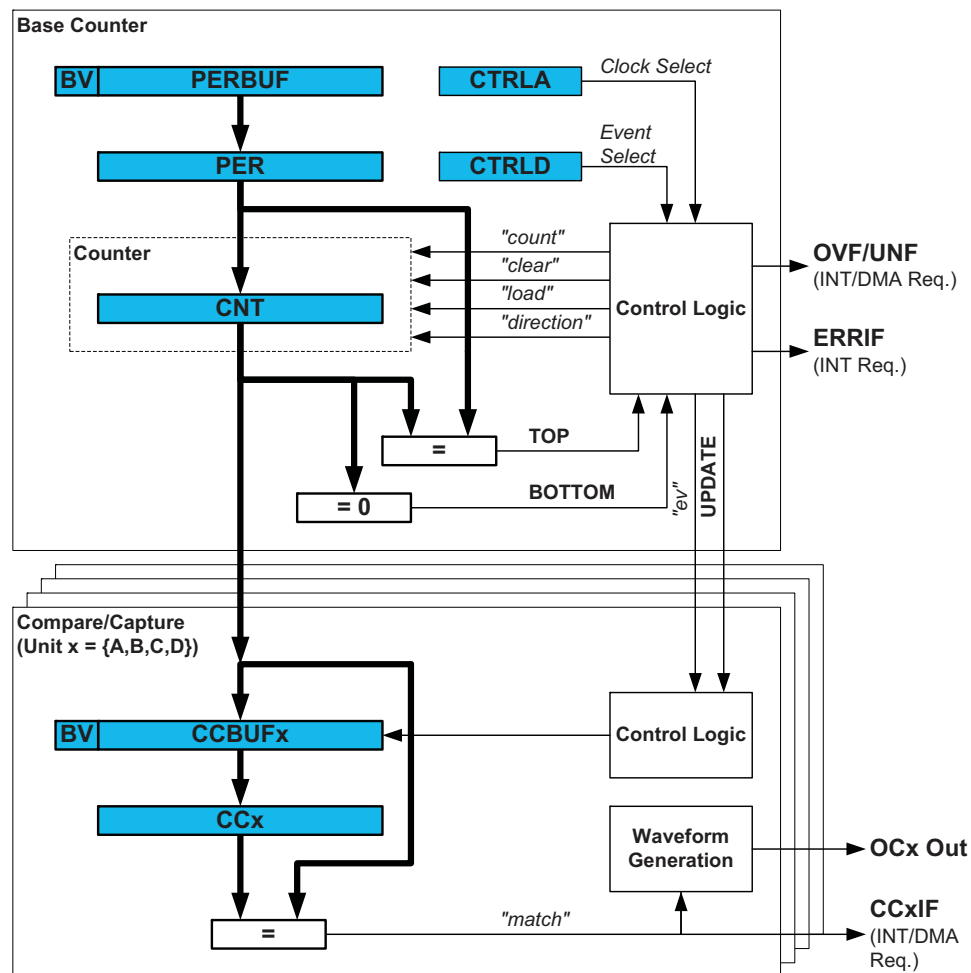 Base Counter
BV PERBUF
CTRLA
Clock Select
PER
CTRLD
Event
Select
Counter
CNT
"count"
"clear"
"load"
"direction"
Control Logic
OVF/UNF
(INT/DMA Req.)
ERRIF
(INT Req.)
=
TOP
= 0
BOTTOM
"ev"
UPDATE
Compare/Capture
(Unit x = {A,B,C,D})
BV CCBUFx
Control Logic
CCx
Waveform
Generation
OCx Out
=
"match"
CCxIF
(INT/DMA
Req.)